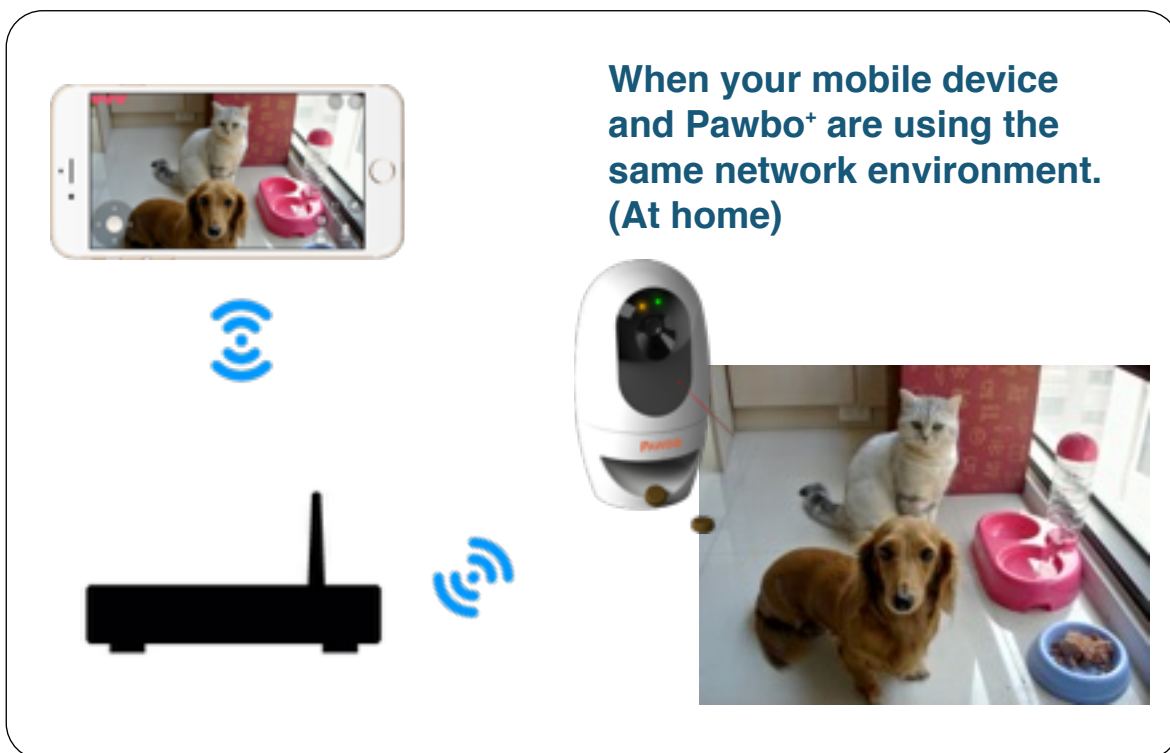 When your mobile device
and Pawbo⁺ are using the
same network environment.
(At home)
PAWBO